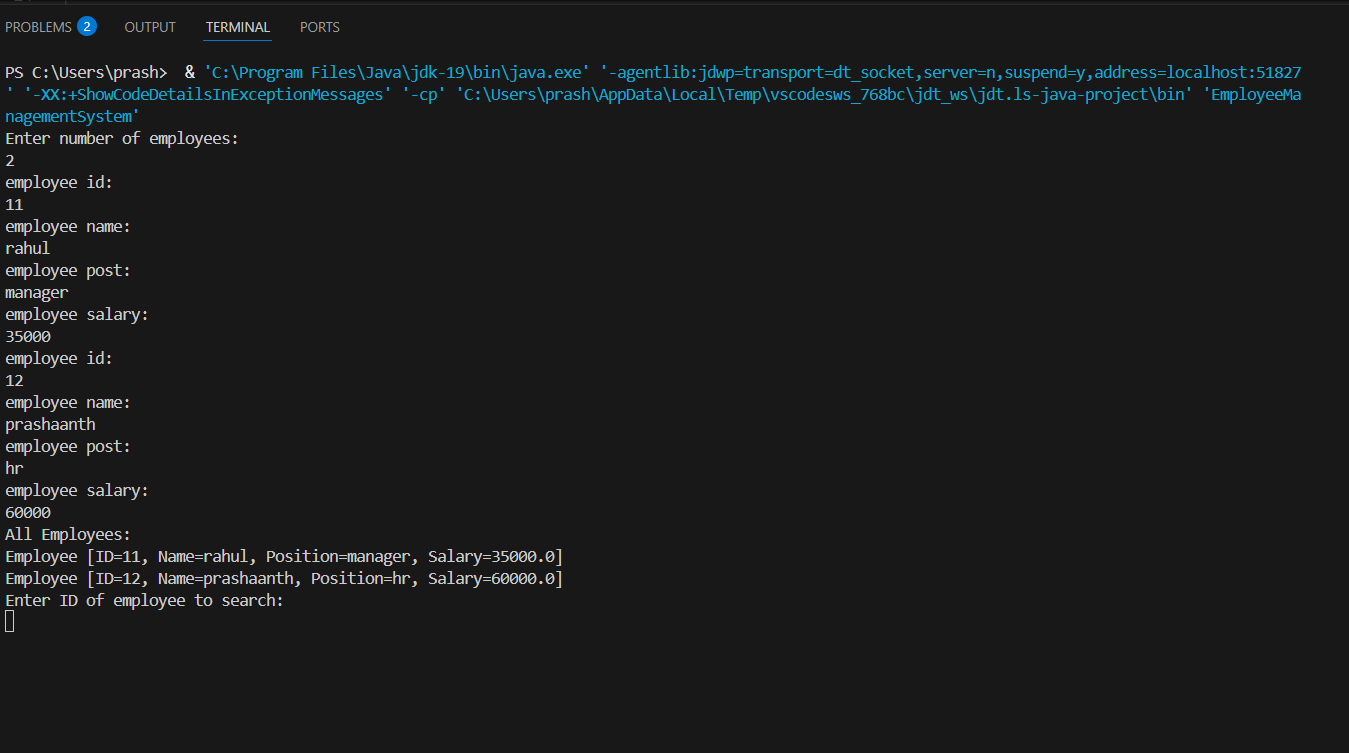 PROBLEMS 2 OUTPUT TERMINAL PORTS
PS C:\Users\prash>  & 'C:\Program Files\Java\jdk-19\bin\java.exe' '-agentlib:jdwp=transport=dt_socket,server=n,suspend=y,address=localhost:51827
' '-XX:+ShowCodeDetailsInExceptionMessages' '-cp' 'C:\Users\prash\AppData\Local\Temp\vscodesws_768bc\jdt_ws\jdt.ls-java-project\bin' 'EmployeeMa
nagementSystem'
Enter number of employees:
2
employee id:
11
employee name:
rahul
employee post:
manager
employee salary:
35000
employee id:
12
employee name:
prashaanth
employee post:
hr
employee salary:
60000
All Employees:
Employee [ID=11, Name=rahul, Position=manager, Salary=35000.0]
Employee [ID=12, Name=prashaanth, Position=hr, Salary=60000.0]
Enter ID of employee to search: